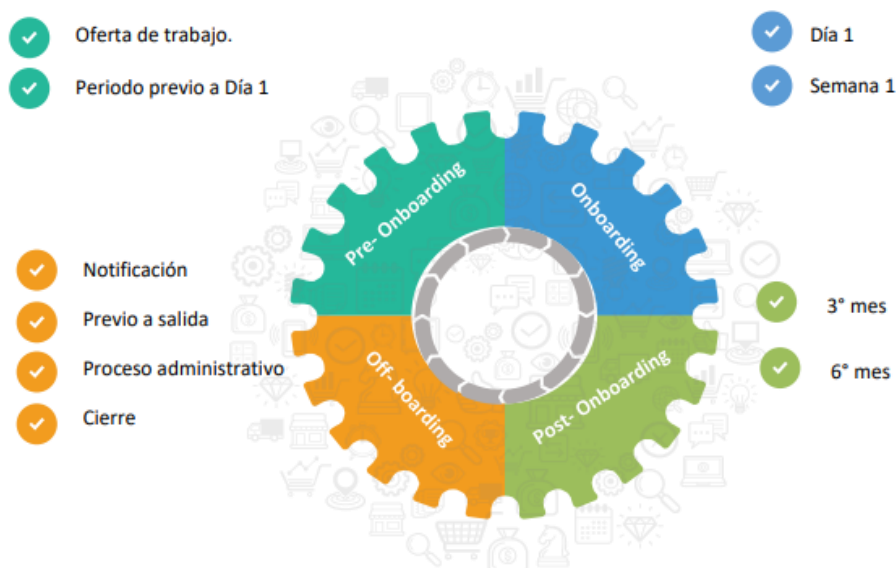 Oferta de trabajo.
Periodo previo a Día 1
Día 1
Semana 1
Pre- Onboarding
Onboarding
Notificación
Previo a salida
Proceso administrativo
Cierre
Off- boarding
Post- Onboarding
3° mes
6° mes